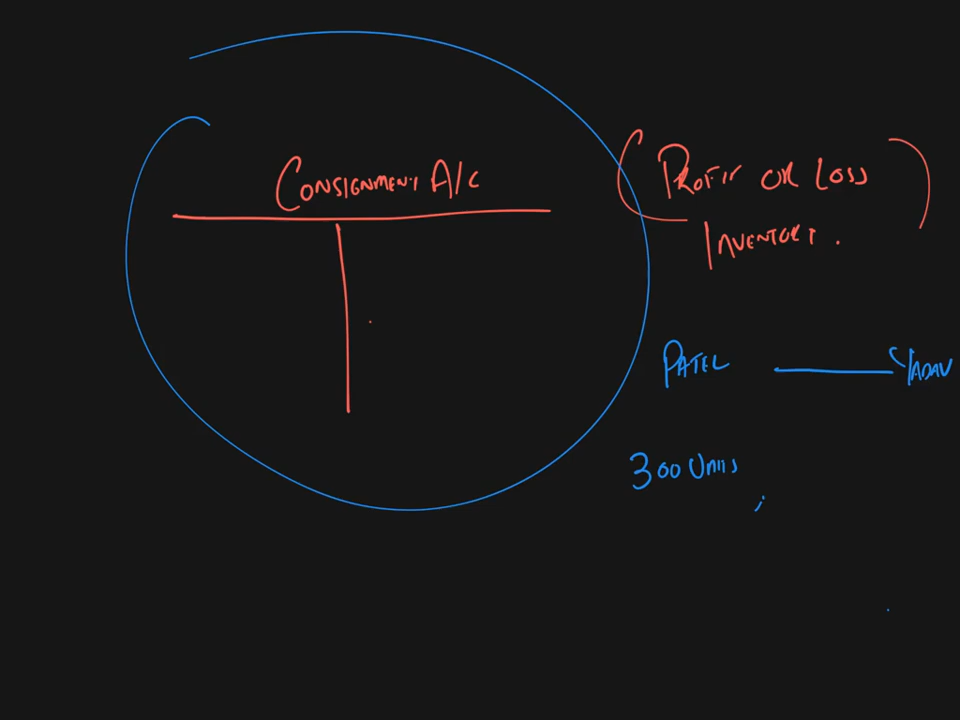 CONSIGNMENT A/C
PROFIT OR LOSS
INVENTORY.
PATEL YADAV
300 UNITS